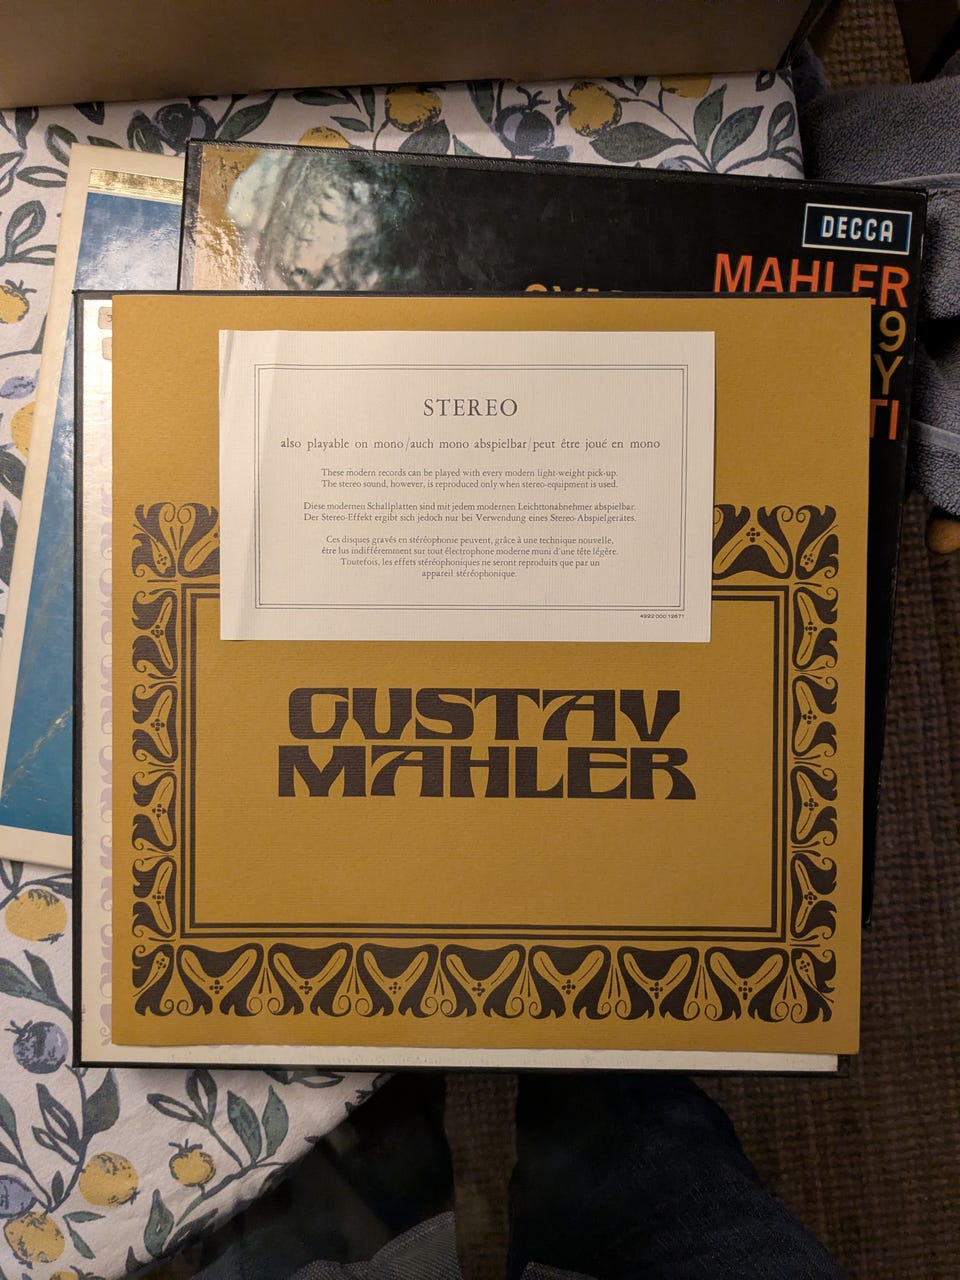 DECCA
MAHLER
9
Y
TI
STEREO
also playable on mono/auch mono abspielbar/peut être joué en mono
These modern records can be played with every modern light-weight pick-up.
The stereo sound, however, is reproduced only when stereo-equipment is used.
Diese modernen Schallplatten sind mit jedem modernen Leichttonabnehmer abspielbar.
Der Stereo-Effekt ergibt sich jedoch nur bei Verwendung eines Stereo-Abspielgerätes.
Ces disques gravés en stéréophonie peuvent, grâce à une technique nouvelle,
être lus indifféremment sur tout électrophone moderne muni d'une tête légère.
Toutefois, les effets stéréophoniques ne seront reproduits que par un
appareil stéréophonique.
4922 000 12671
GUSTAV
MAHLER